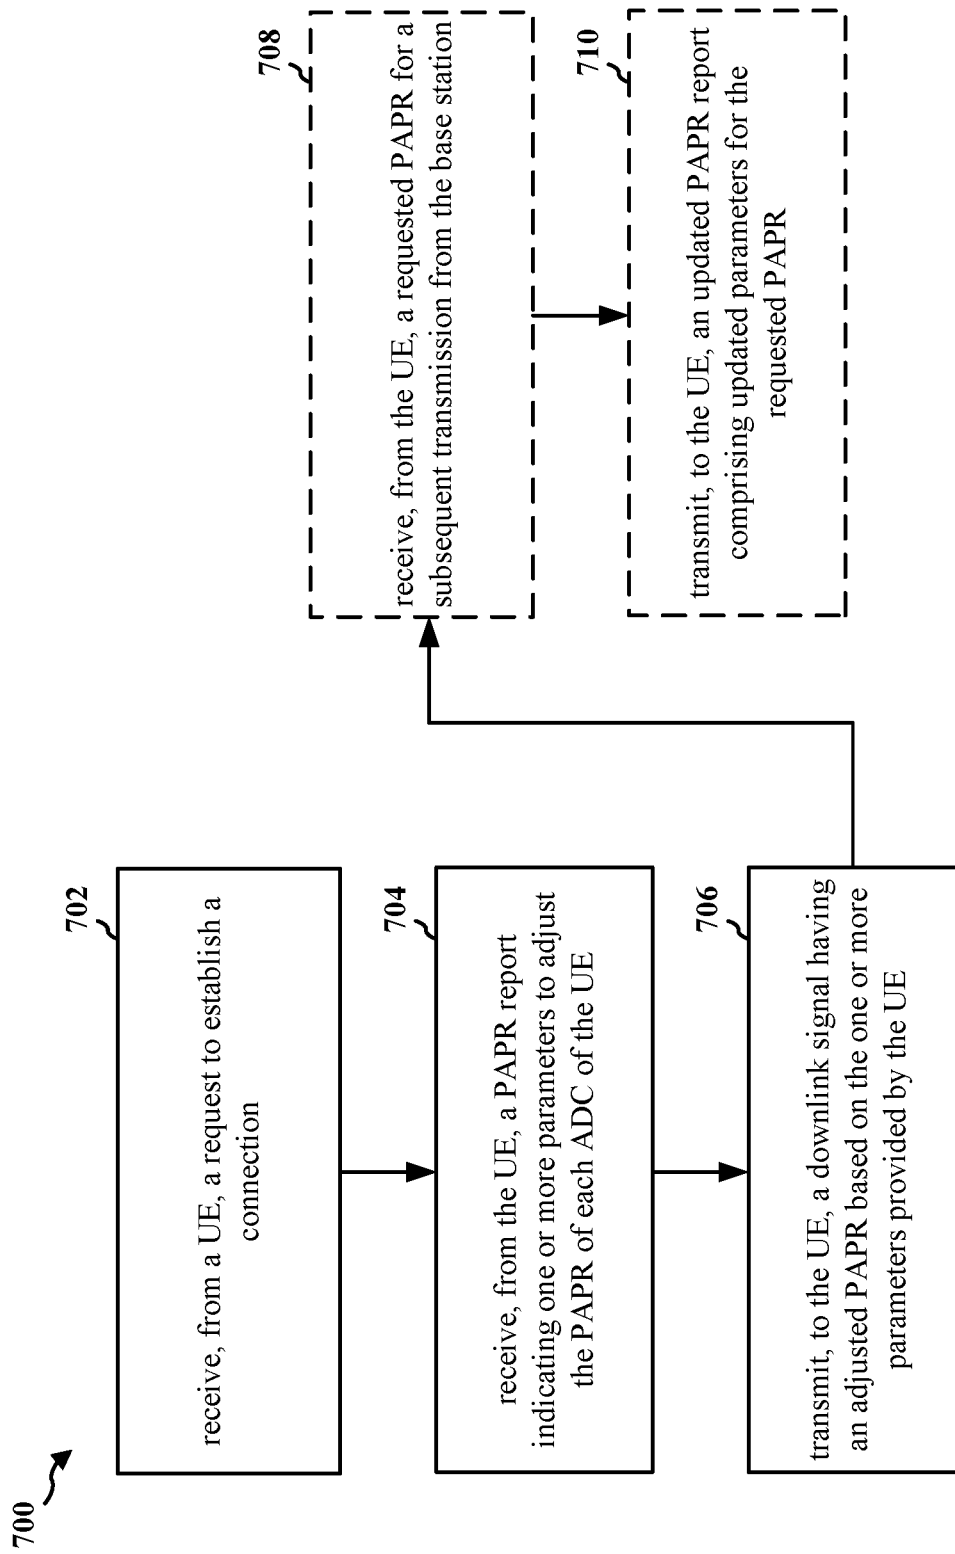 700
702
receive, from a UE, a request to establish a
connection
704
receive, from the UE, a PAPR report
indicating one or more parameters to adjust
the PAPR of each ADC of the UE
706
transmit, to the UE, a downlink signal having
an adjusted PAPR based on the one or more
parameters provided by the UE
708
receive, from the UE, a requested PAPR for a
subsequent transmission from the base station
710
transmit, to the UE, an updated PAPR report
comprising updated parameters for the
requested PAPR